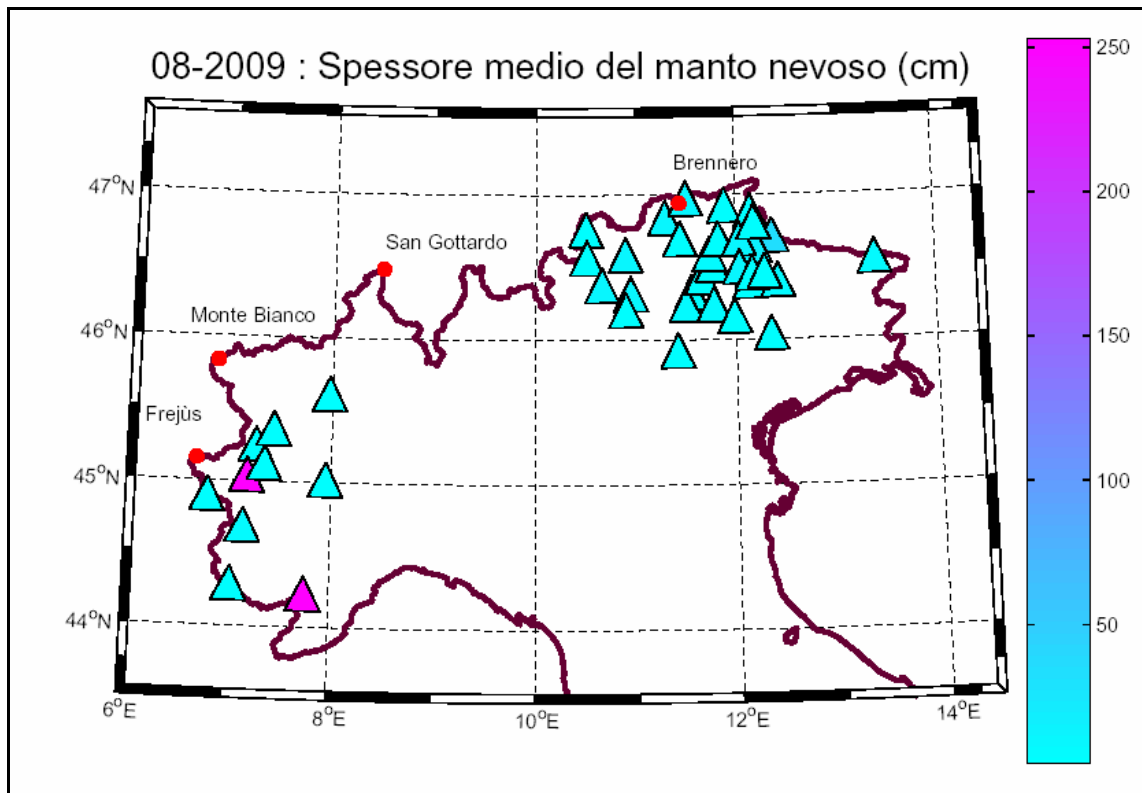 08-2009 : Spessore medio del manto nevoso (cm)
250
200
150
100
50
47°N
46°N
45°N
44°N
Brennero
San Gottardo
Monte Bianco
Frejùs
6°E
8°E
10°E
12°E
14°E